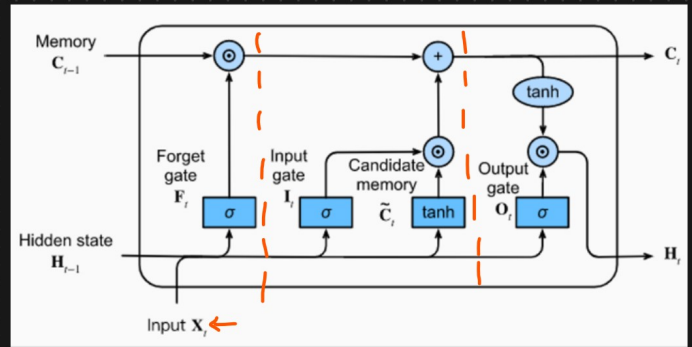 Memory
C_{t-1}
C_t
tanh
Forget
gate
F_t
Input
gate
I_t
Candidate
memory
C̃_t
Output
gate
O_t
σ
σ
tanh
σ
Hidden state
H_{t-1}
H_t
Input X_t